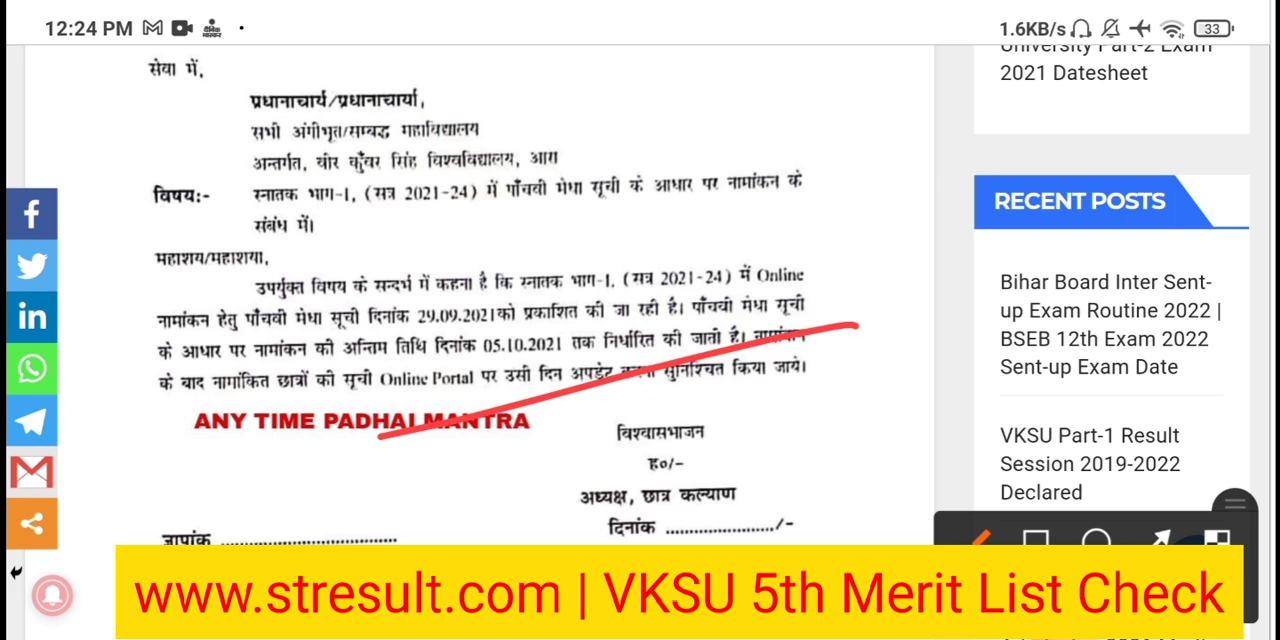 12:24 PM
1.6KB/s
33
University Part-2 Exam
2021 Datesheet
सेवा में,
प्रधानाचार्य/प्रधानाचार्या,
सभी अंगीभूत/सम्बद्ध महाविद्यालय
अन्तर्गत, वीर कुँवर सिंह विश्वविद्यालय, आरा
विषय:- स्नातक भाग-I, (सत्र 2021-24) में पाँचवी मेधा सूची के आधार पर नामांकन के
संबंध में।
महाशय/महाशया,
उपर्युक्त विषय के सन्दर्भ में कहना है कि स्नातक भाग-I, (सत्र 2021-24) में Online
नामांकन हेतु पाँचवी मेधा सूची दिनांक 29.09.2021को प्रकाशित की जा रही है। पाँचवी मेधा सूची
के आधार पर नामांकन की अन्तिम तिथि दिनांक 05.10.2021 तक निर्धारित की जाती है। नामांकन
के बाद नामांकित छात्रों की सूची Online Portal पर उसी दिन अपडेट सुनिश्चित किया जाये।
ANY TIME PADHAI MANTRA
विश्वासभाजन
ह०/-
अध्यक्ष, छात्र कल्याण
दिनांक ......................./-
ज्ञापांक ....................................
RECENT POSTS
Bihar Board Inter Sent-
up Exam Routine 2022 |
BSEB 12th Exam 2022
Sent-up Exam Date
VKSU Part-1 Result
Session 2019-2022
Declared
www.stresult.com | VKSU 5th Merit List Check